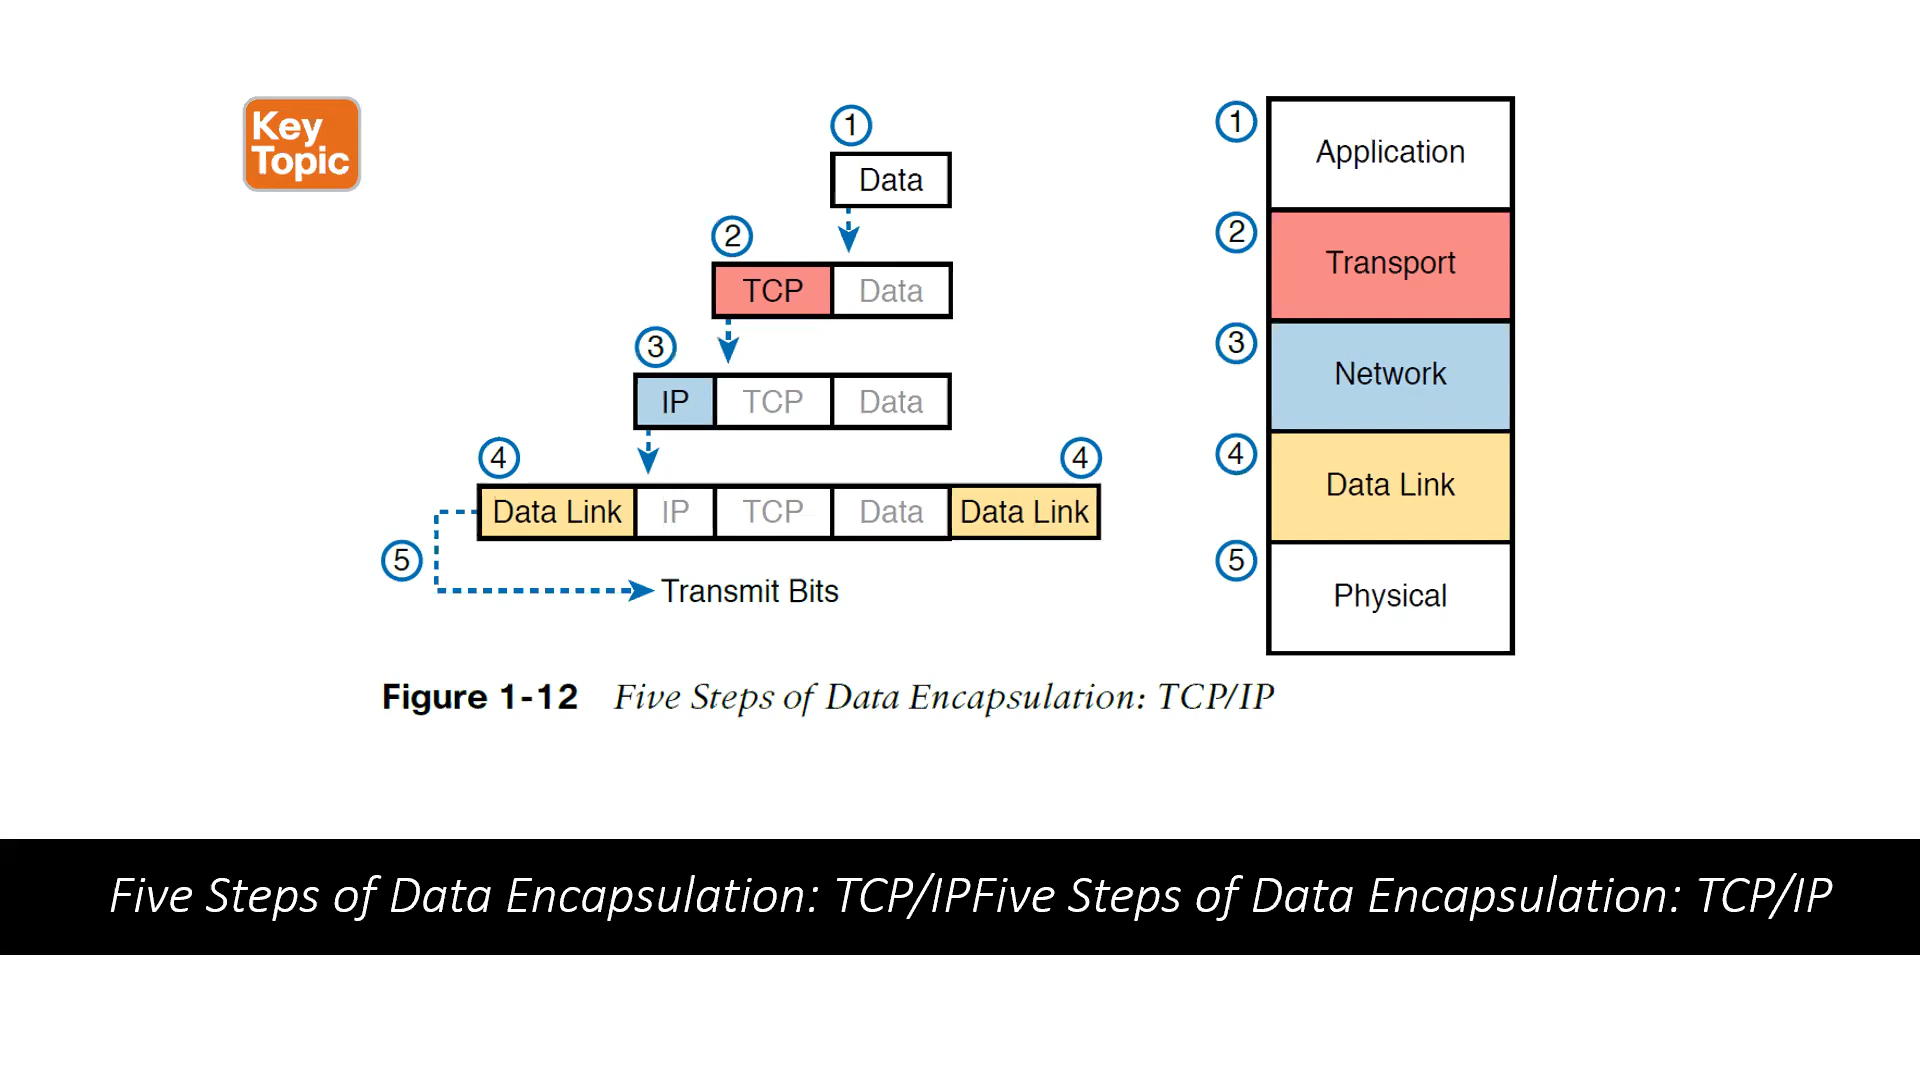 Key
Topic
1
Data
2
TCP Data
3
IP TCP Data
4 4
Data Link IP TCP Data Data Link
5
Transmit Bits
1
Application
2
Transport
3
Network
4
Data Link
5
Physical
Figure 1-12 Five Steps of Data Encapsulation: TCP/IP
Five Steps of Data Encapsulation: TCP/IPFive Steps of Data Encapsulation: TCP/IP